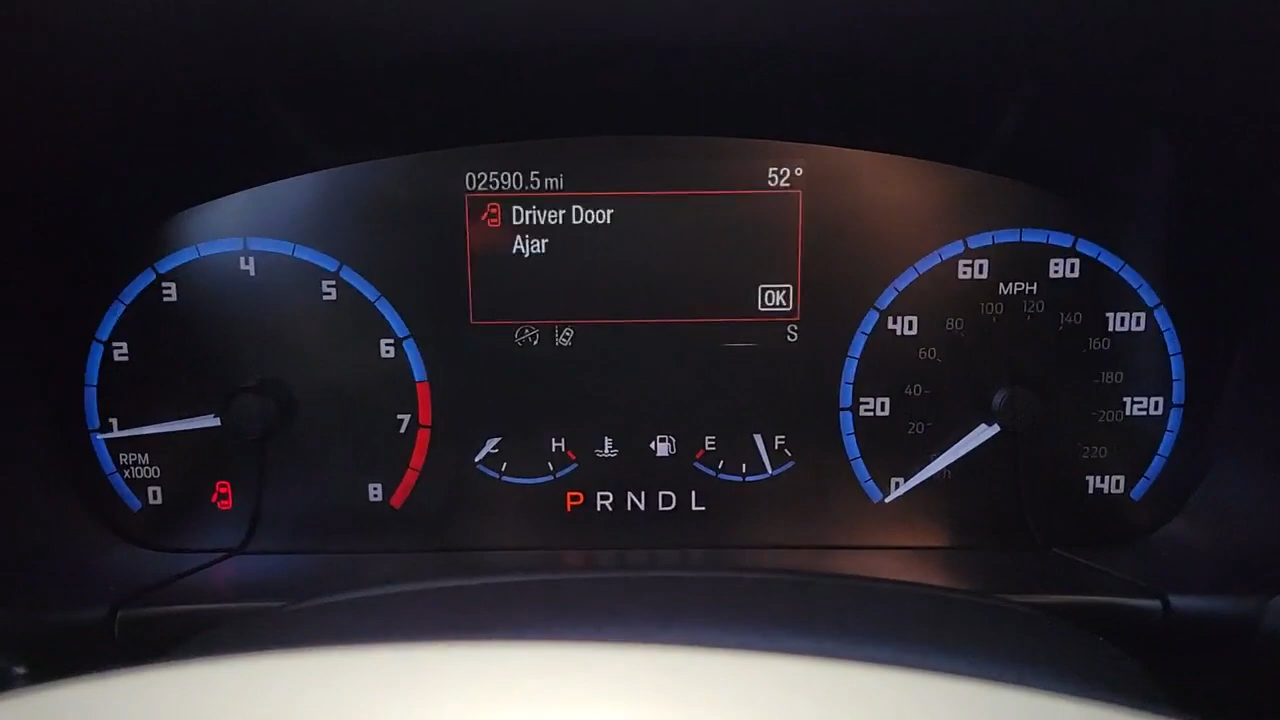 02590.5 mi 52°
Driver Door
Ajar
OK
S
0 1 2 3 4 5 6 7 8
RPM
x1000
H
E F
P R N D L
0 20 40 60 80 100 120 140
MPH
20 40 60 80 100 120 140 160 180 200 220